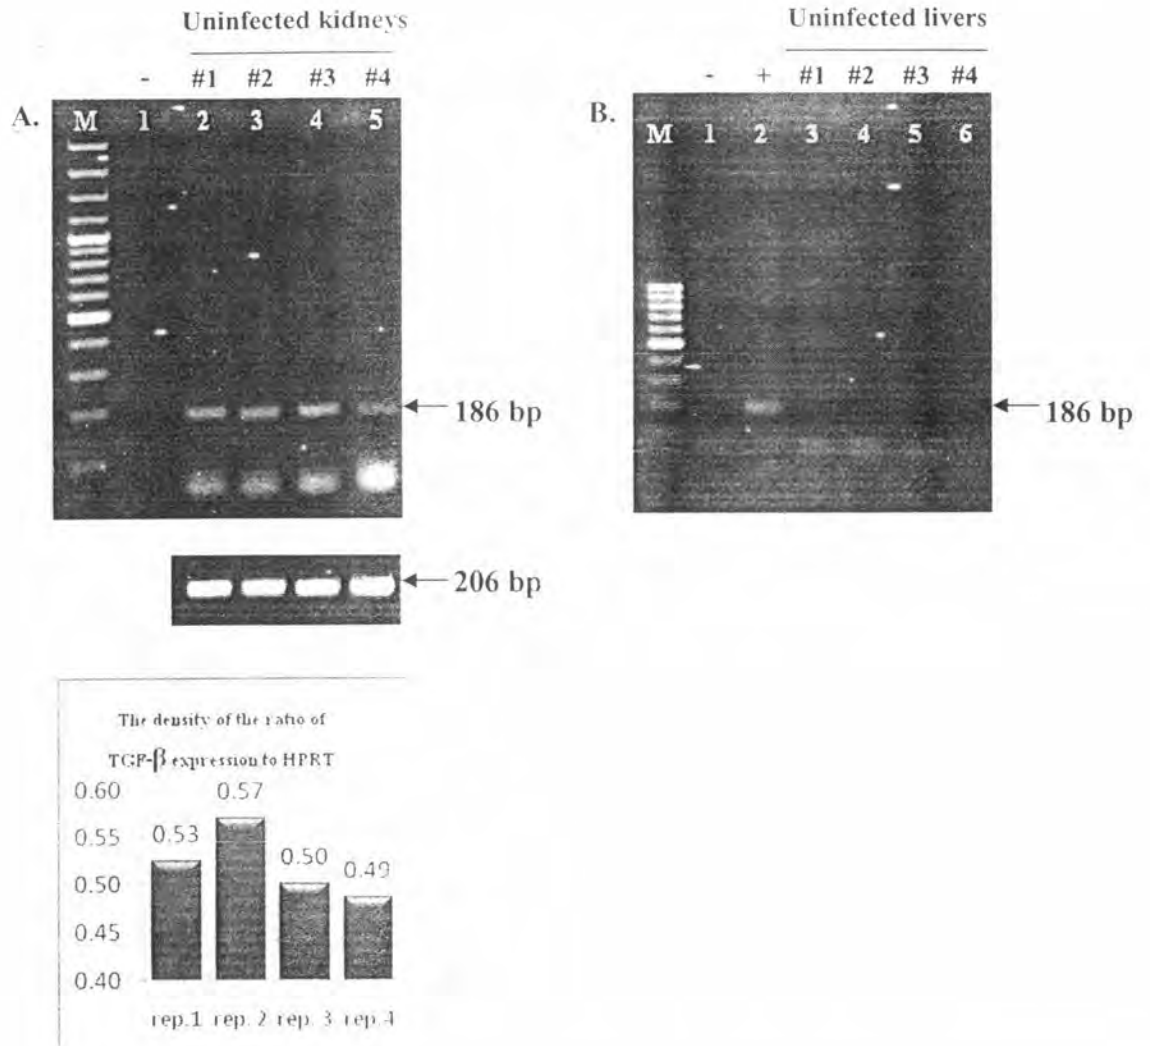 Uninfected kidneys
- #1 #2 #3 #4
A.
M 1 2 3 4 5
186 bp
206 bp
Uninfected livers
- + #1 #2 #3 #4
B.
M 1 2 3 4 5 6
186 bp
The density of the ratio of
TGF-β expression to HPRT
0.60
0.55
0.50
0.45
0.40
0.53
0.57
0.50
0.49
rep.1 rep. 2 rep. 3 rep.4